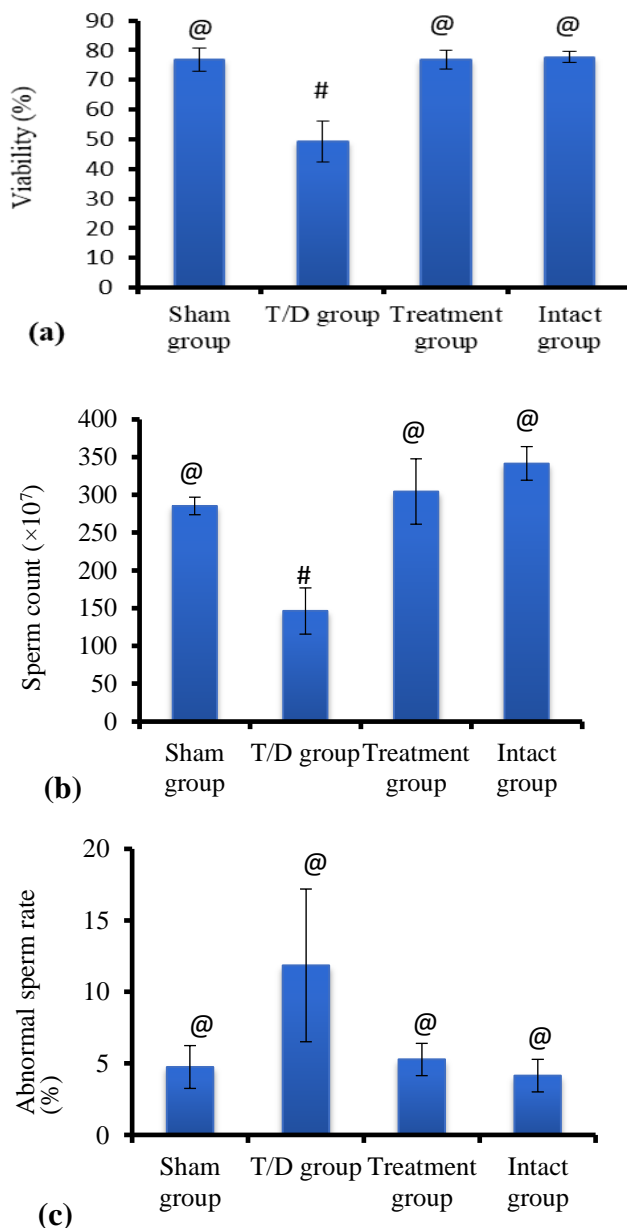 90
80
70
60
50
40
30
20
10
0
Viability (%)
@
#
@
@
Sham
group
T/D group
Treatment
group
Intact
group
(a)
400
350
300
250
200
150
100
50
0
Sperm count (×10⁷)
@
#
@
@
Sham
group
T/D group
Treatment
group
Intact
group
(b)
20
15
10
5
0
Abnormal sperm rate
(%)
@
@
@
@
Sham
group
T/D group
Treatment
group
Intact
group
(c)